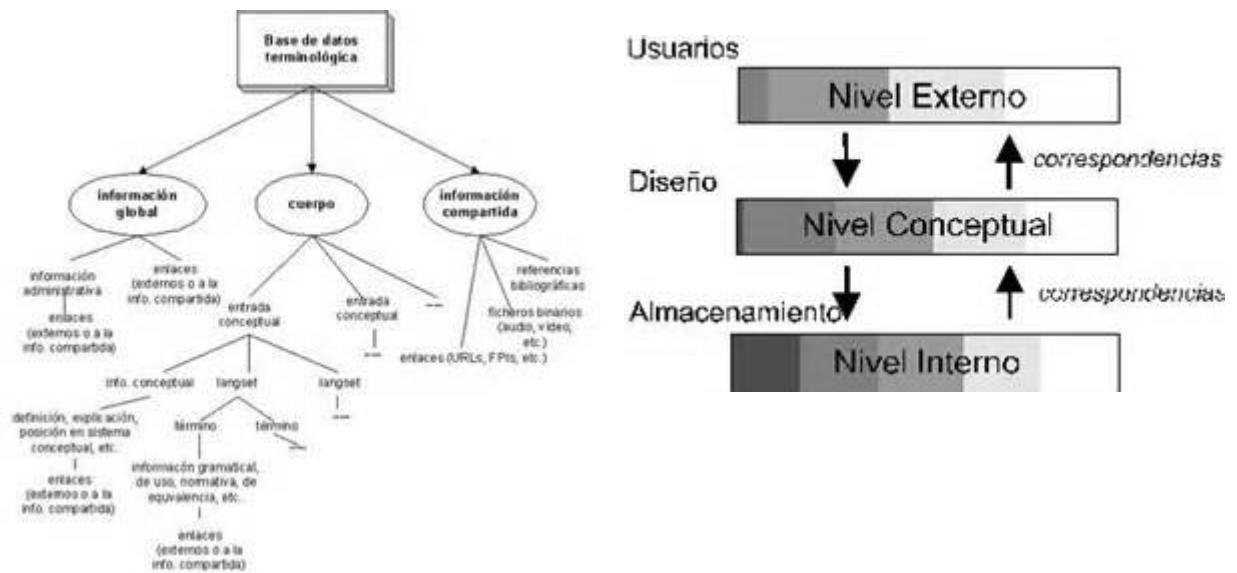 Base de datos
terminológica
información
global
cuerpo
información
compartida
información
administrativa
enlaces
(externos o a la
info. compartida)
enlaces
(externos o a la
info. compartida)
entrada
conceptual
entrada
conceptual
referencias
bibliográficas
ficheros binarios
(audio, vídeo,
etc.)
enlaces (URLs, FPIs, etc.)
info. conceptual
langset
langset
definición, explicación,
posición en sistema
conceptual, etc.
término
término
enlaces
(externos o a la
info. compartida)
informacón gramatical,
de uso, normativa, de
equvalencia, etc.
enlaces
(externos o a la
info. compartida)
Usuarios
Nivel Externo
correspondencias
Diseño
Nivel Conceptual
correspondencias
Almacenamiento
Nivel Interno